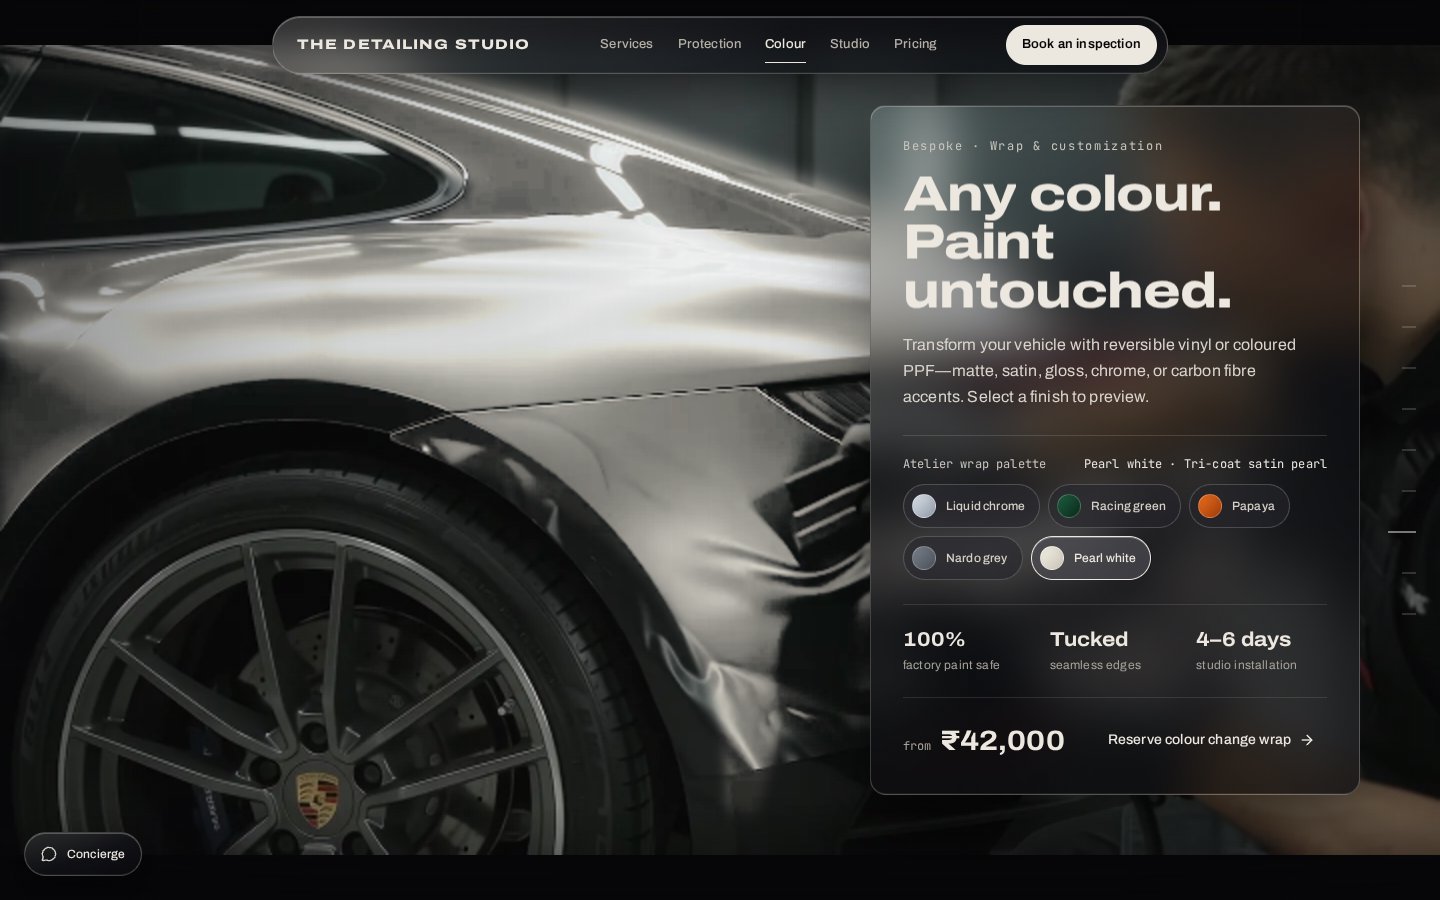 THE DETAILING STUDIO
Services
Protection
Colour
Studio
Pricing
Book an inspection
Bespoke · Wrap & customization
Any colour.
Paint
untouched.
Transform your vehicle with reversible vinyl or coloured
PPF—matte, satin, gloss, chrome, or carbon fibre
accents. Select a finish to preview.
Atelier wrap palette
Pearl white · Tri-coat satin pearl
Liquid chrome
Racing green
Papaya
Nardo grey
Pearl white
100%
factory paint safe
Tucked
seamless edges
4–6 days
studio installation
from ₹42,000
Reserve colour change wrap →
Concierge